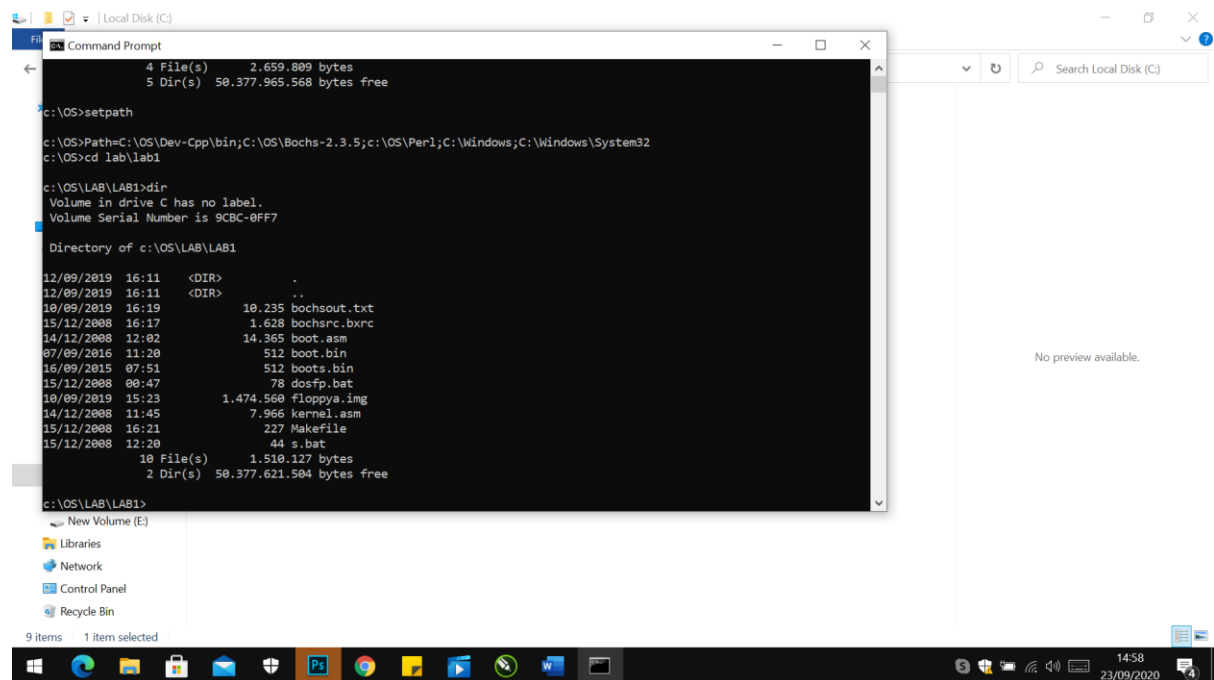 Local Disk (C:)
Fil
Command Prompt
Search Local Disk (C:)
4 File(s)      2.659.809 bytes
5 Dir(s)  50.377.965.568 bytes free
c:\OS>setpath
c:\OS>Path=C:\OS\Dev-Cpp\bin;C:\OS\Bochs-2.3.5;c:\OS\Perl;C:\Windows;C:\Windows\System32
c:\OS>cd lab\lab1
c:\OS\LAB\LAB1>dir
Volume in drive C has no label.
Volume Serial Number is 9CBC-0FF7
Directory of c:\OS\LAB\LAB1
12/09/2019  16:11    <DIR>          .
12/09/2019  16:11    <DIR>          ..
10/09/2019  16:19            10.235 bochsout.txt
15/12/2008  16:17             1.628 bochsrc.bxrc
14/12/2008  12:02            14.365 boot.asm
07/09/2016  11:20               512 boot.bin
16/09/2015  07:51               512 boots.bin
15/12/2008  00:47                78 dosfp.bat
10/09/2019  15:23         1.474.560 floppya.img
14/12/2008  11:45             7.966 kernel.asm
15/12/2008  16:21               227 Makefile
15/12/2008  12:20                44 s.bat
10 File(s)      1.510.127 bytes
2 Dir(s)  50.377.621.504 bytes free
c:\OS\LAB\LAB1>
No preview available.
New Volume (E:)
Libraries
Network
Control Panel
Recycle Bin
9 items 1 item selected
Ps
14:58
23/09/2020
4